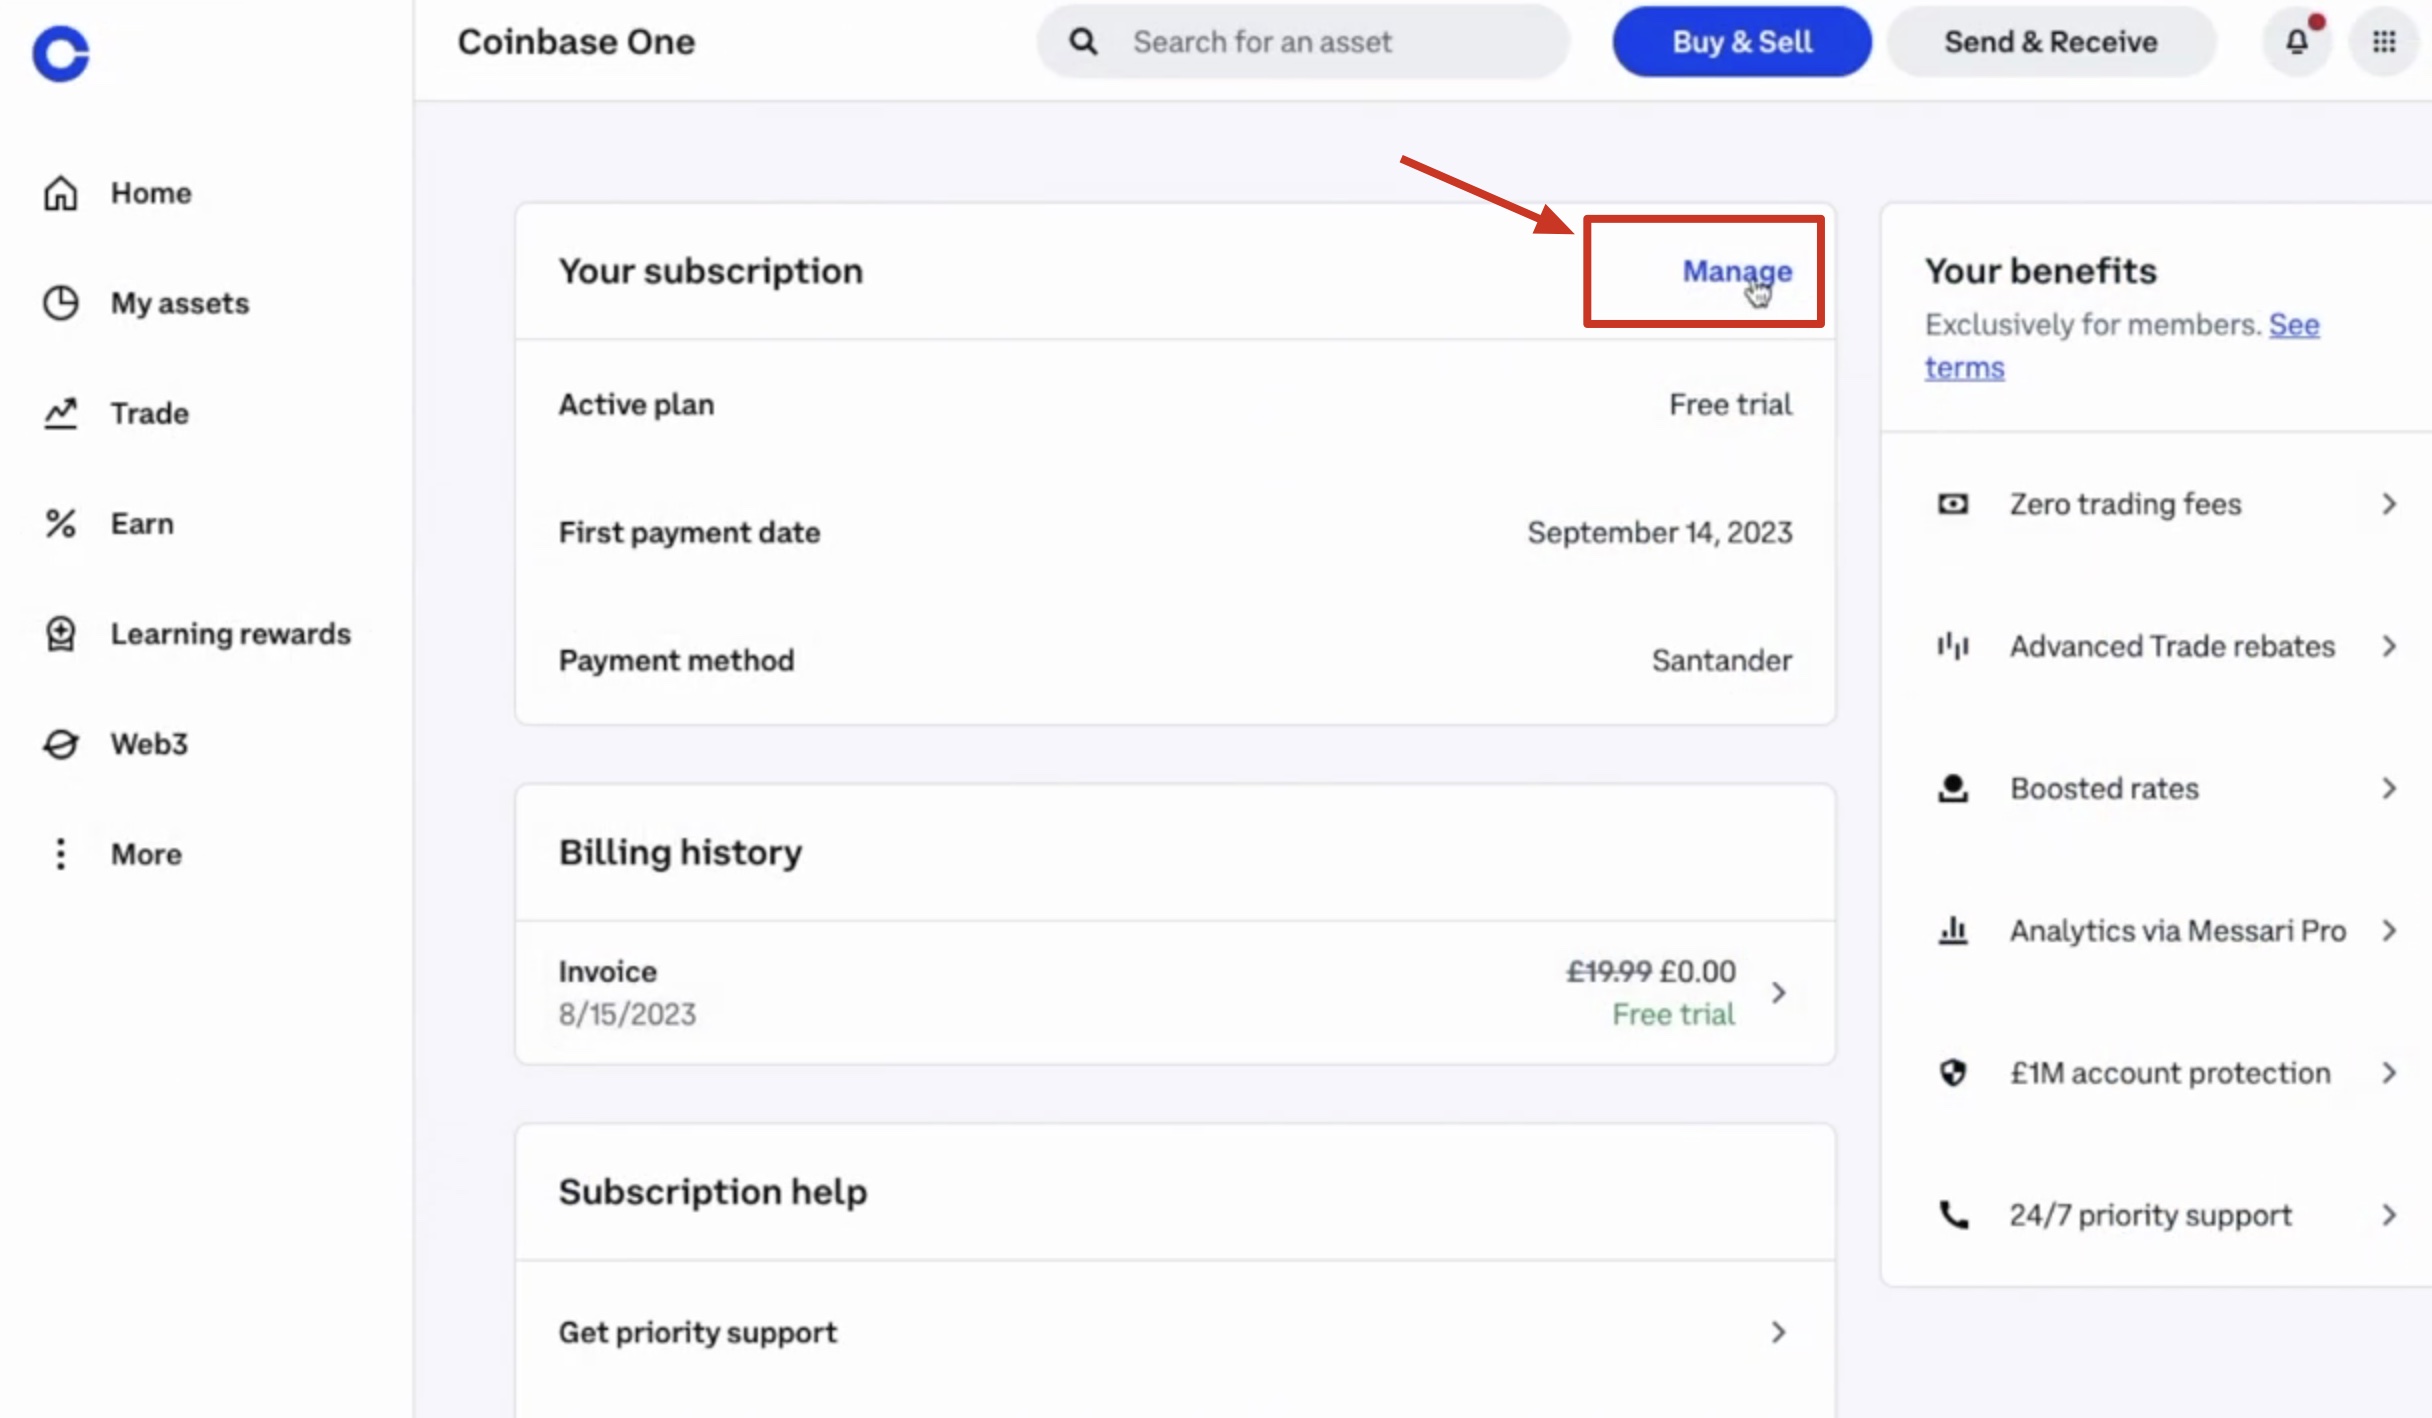 Coinbase One
Search for an asset
Buy & Sell
Send & Receive
Home
My assets
Trade
Earn
Learning rewards
Web3
More
Your subscription
Manage
Active plan
Free trial
First payment date
September 14, 2023
Payment method
Santander
Billing history
Invoice
8/15/2023
£19.99 £0.00
Free trial
Subscription help
Get priority support
Your benefits
Exclusively for members. See
terms
Zero trading fees
Advanced Trade rebates
Boosted rates
Analytics via Messari Pro
£1M account protection
24/7 priority support